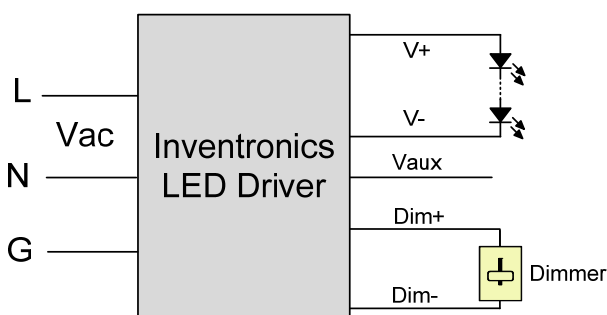 L
Vac
N
G
Inventronics
LED Driver
V+
V-
Vaux
Dim+
Dimmer
Dim-